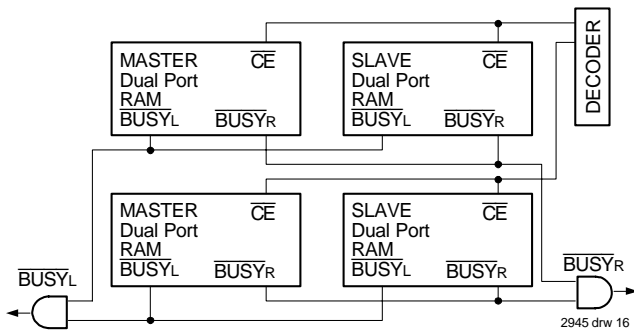 MASTER
Dual Port
RAM
CE
BUSYL
BUSYR
SLAVE
Dual Port
RAM
CE
BUSYL
BUSYR
DECODER
MASTER
Dual Port
RAM
CE
BUSYL
BUSYR
SLAVE
Dual Port
RAM
CE
BUSYL
BUSYR
BUSYL
BUSYR
2945 drw 16